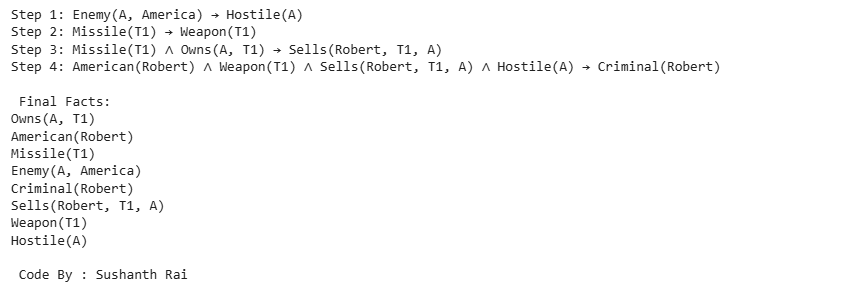 Step 1: Enemy(A, America) → Hostile(A)
Step 2: Missile(T1) → Weapon(T1)
Step 3: Missile(T1) ∧ Owns(A, T1) → Sells(Robert, T1, A)
Step 4: American(Robert) ∧ Weapon(T1) ∧ Sells(Robert, T1, A) ∧ Hostile(A) → Criminal(Robert)
Final Facts:
Owns(A, T1)
American(Robert)
Missile(T1)
Enemy(A, America)
Criminal(Robert)
Sells(Robert, T1, A)
Weapon(T1)
Hostile(A)
Code By : Sushanth Rai